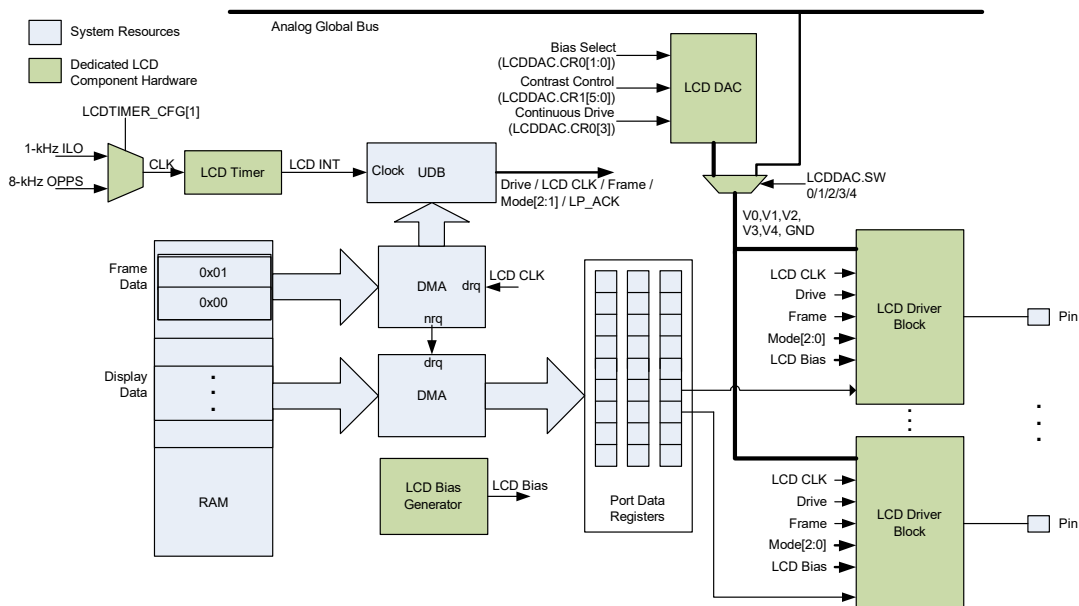 Analog Global Bus
System Resources
Dedicated LCD
Component Hardware
Bias Select
(LCDDAC.CR0[1:0])
Contrast Control
(LCDDAC.CR1[5:0])
Continuous Drive
(LCDDAC.CR0[3])
LCD DAC
LCDTIMER_CFG[1]
1-kHz ILO
8-kHz OPPS
CLK
LCD Timer
LCD INT
Clock
UDB
Drive / LCD CLK / Frame /
Mode[2:1] / LP_ACK
LCDDAC.SW
0/1/2/3/4
V0,V1,V2,
V3,V4, GND
Frame
Data
0x01
0x00
DMA
drq
LCD CLK
nrq
Display
Data
drq
DMA
RAM
LCD Bias
Generator
LCD Bias
Port Data
Registers
LCD CLK
Drive
Frame
Mode[2:0]
LCD Bias
LCD Driver
Block
Pin
LCD CLK
Drive
Frame
Mode[2:0]
LCD Bias
LCD Driver
Block
Pin